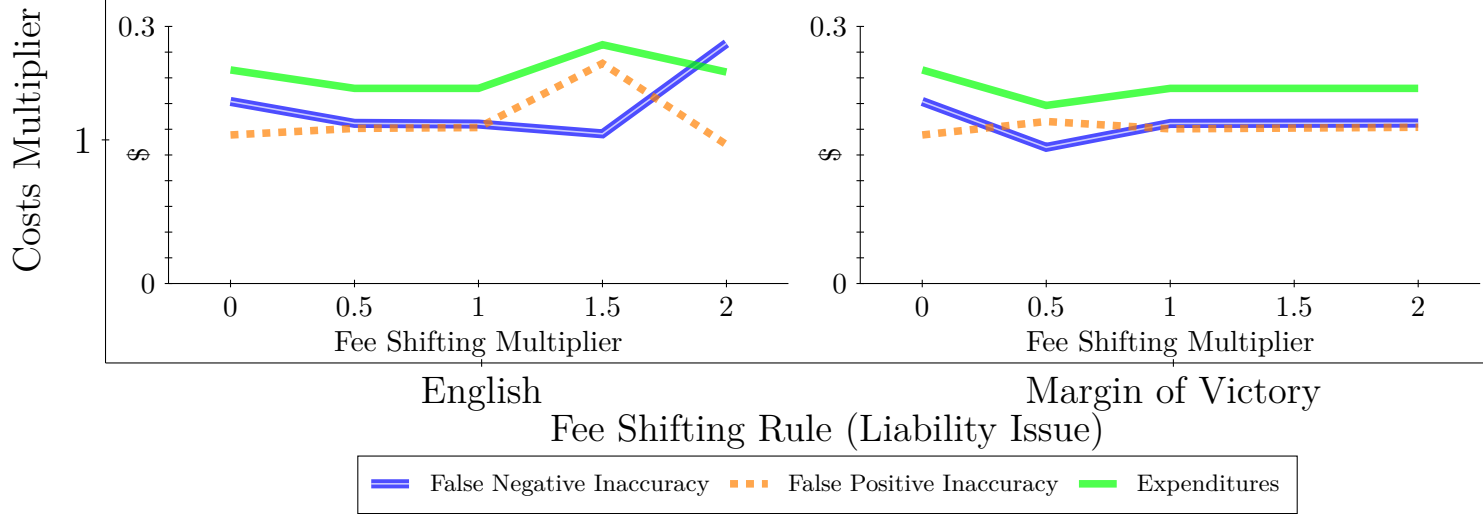 Costs Multiplier
1
0.3
$
0
0 0.5 1 1.5 2
Fee Shifting Multiplier
0.3
$
0
0 0.5 1 1.5 2
Fee Shifting Multiplier
English
Margin of Victory
Fee Shifting Rule (Liability Issue)
False Negative Inaccuracy False Positive Inaccuracy Expenditures